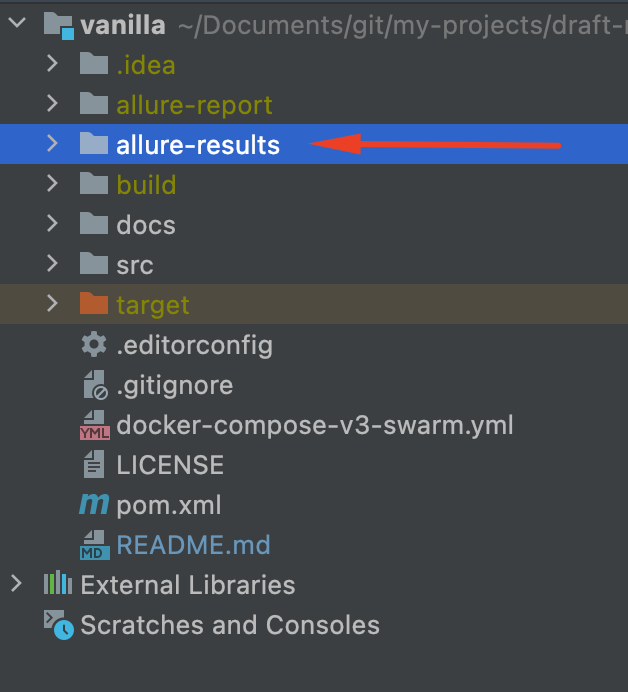 vanilla ~/Documents/git/my-projects/draft-
.idea
allure-report
allure-results
build
docs
src
target
.editorconfig
.gitignore
YML docker-compose-v3-swarm.yml
LICENSE
m pom.xml
MD README.md
External Libraries
Scratches and Consoles